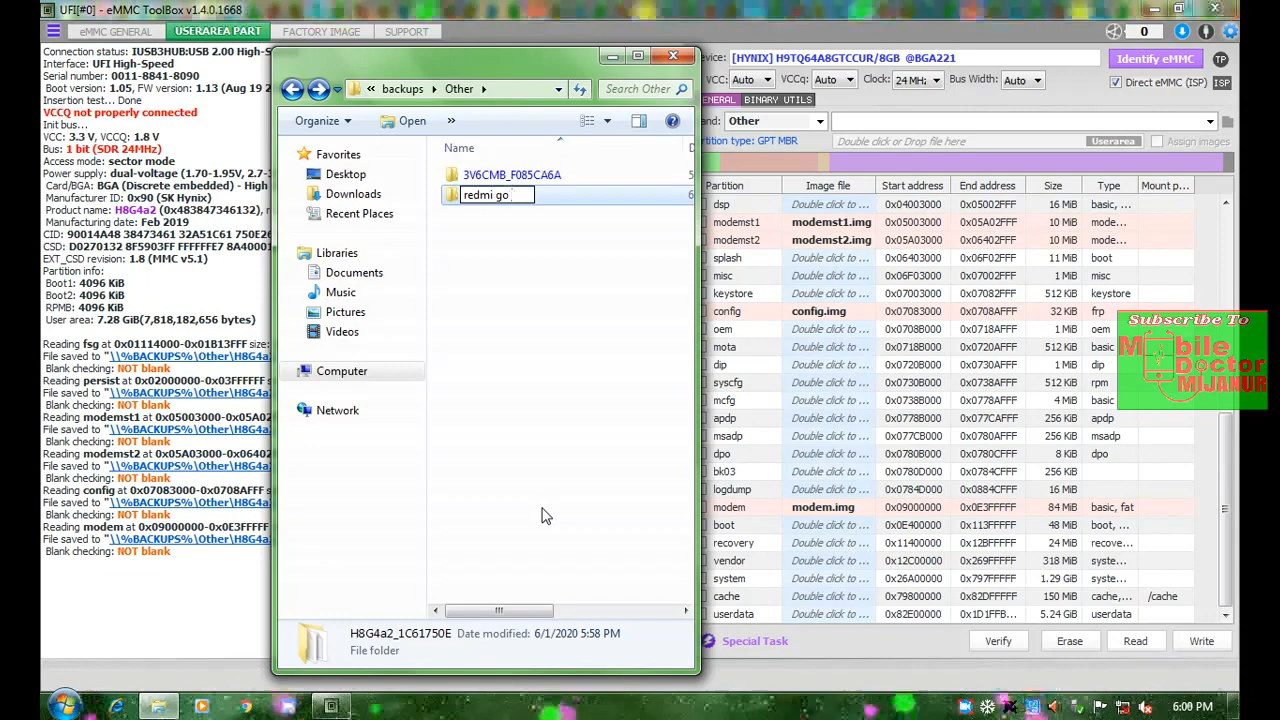 UFI[#0] - eMMC ToolBox v1.4.0.1668
eMMC GENERAL
USERAREA PART
FACTORY IMAGE
SUPPORT
0
Connection status: IUSB3HUB:USB 2.00 High-S
Interface: UFI High-Speed
Serial number: 0011-8841-8090
Boot version: 1.05, FW version: 1.13 (Aug 19 2
Insertion test... Done
VCCQ not properly connected
Init bus...
VCC: 3.3 V, VCCQ: 1.8 V
Bus: 1 bit (SDR 24MHz)
Access mode: sector mode
Power supply: dual-voltage (1.70-1.95V, 2.7-
Card/BGA: BGA (Discrete embedded) - High
Manufacturer ID: 0x90 (SK Hynix)
Product name: H8G4a2 (0x483847346132), r
Manufacturing date: Feb 2019
CID: 90014A48 38473461 32A51C61 750E2
CSD: D0270132 8F5903FF FFFFFFE7 8A40001
EXT_CSD revision: 1.8 (MMC v5.1)
Partition info:
Boot1: 4096 KiB
Boot2: 4096 KiB
RPMB: 4096 KiB
User area: 7.28 GiB(7,818,182,656 bytes)
Reading fsg at 0x01114000-0x01B13FFF size:
File saved to "\\%BACKUPS%\Other\H8G4a
Blank checking: NOT blank
Reading persist at 0x02000000-0x03FFFFFF
File saved to "\\%BACKUPS%\Other\H8G4a
Blank checking: NOT blank
Reading modemst1 at 0x05003000-0x05A02
File saved to "\\%BACKUPS%\Other\H8G4a
Blank checking: NOT blank
Reading modemst2 at 0x05A03000-0x06402
File saved to "\\%BACKUPS%\Other\H8G4a
Blank checking: NOT blank
Reading config at 0x07083000-0x0708AFFF s
File saved to "\\%BACKUPS%\Other\H8G4a
Blank checking: NOT blank
Reading modem at 0x09000000-0x0E3FFFFF
File saved to "\\%BACKUPS%\Other\H8G4a
Blank checking: NOT blank
« backups Other
Search Other
Organize
Open
»
Favorites
Desktop
Downloads
Recent Places
Libraries
Documents
Music
Pictures
Videos
Computer
Network
Name
D
3V6CMB_F085CA6A
5
redmi go
6
H8G4a2_1C61750E Date modified: 6/1/2020 5:58 PM
File folder
evice: [HYNIX] H9TQ64A8GTCCUR/8GB @BGA221
Identify eMMC
TP
VCC: Auto VCCq: Auto Clock: 24 MHz Bus Width: Auto
Direct eMMC (ISP)
ISP
ENERAL BINARY UTILS
and: Other
artition type: GPT MBR
Double click or Drop file here
Userarea
Assign images
Partition Image file Start address End address Size Type Mount p...
dsp Double click to ... 0x04003000 0x05002FFF 16 MiB basic, ...
modemst1 modemst1.img 0x05003000 0x05A02FFF 10 MiB mode...
modemst2 modemst2.img 0x05A03000 0x06402FFF 10 MiB mode...
splash Double click to ... 0x06403000 0x06F02FFF 11 MiB boot
misc Double click to ... 0x06F03000 0x07002FFF 1 MiB misc
keystore Double click to ... 0x07003000 0x07082FFF 512 KiB keystore
config config.img 0x07083000 0x0708AFFF 32 KiB frp
oem Double click to ... 0x0708B000 0x0718AFFF 1 MiB oem
mota Double click to ... 0x0718B000 0x0720AFFF 512 KiB mota
dip Double click to ... 0x0720B000 0x0730AFFF 1 MiB dip
syscfg Double click to ... 0x0730B000 0x0738AFFF 512 KiB rpm
mcfg Double click to ... 0x0738B000 0x0778AFFF 4 MiB basic
apdp Double click to ... 0x0778B000 0x077CAFFF 256 KiB apdp
msadp Double click to ... 0x077CB000 0x0780AFFF 256 KiB msadp
dpo Double click to ... 0x0780B000 0x0780CFFF 8 KiB dpo
bk03 Double click to ... 0x0780D000 0x0784CFFF 256 KiB
logdump Double click to ... 0x0784D000 0x0884CFFF 16 MiB
modem modem.img 0x09000000 0x0E3FFFFF 84 MiB basic, fat
boot Double click to ... 0x0E400000 0x113FFFFF 48 MiB boot, ...
recovery Double click to ... 0x11400000 0x12BFFFFF 24 MiB recove...
vendor Double click to ... 0x12C00000 0x269FFFFF 318 MiB syste...
system Double click to ... 0x26A00000 0x797FFFFF 1.29 GiB syste...
cache Double click to ... 0x79800000 0x82DFFFFF 150 MiB cache,... /cache
userdata Double click to ... 0x82E00000 0x1D1FFB... 5.24 GiB userdata
Special Task
Verify
Erase
Read
Write
Subscribe To
Mobile
Doctor
MIJANUR
6:00 PM